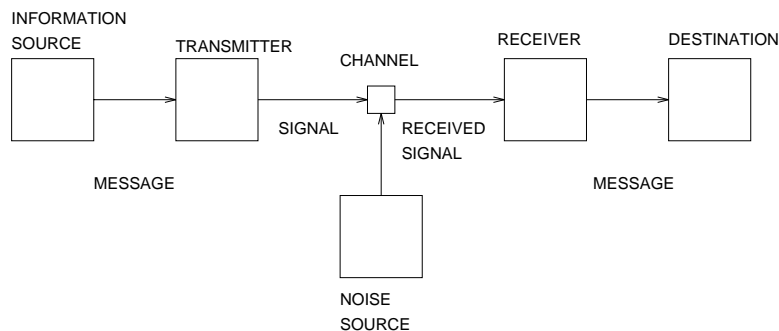 INFORMATION
SOURCE
TRANSMITTER
CHANNEL
RECEIVER
DESTINATION
SIGNAL
RECEIVED
SIGNAL
MESSAGE
MESSAGE
NOISE
SOURCE